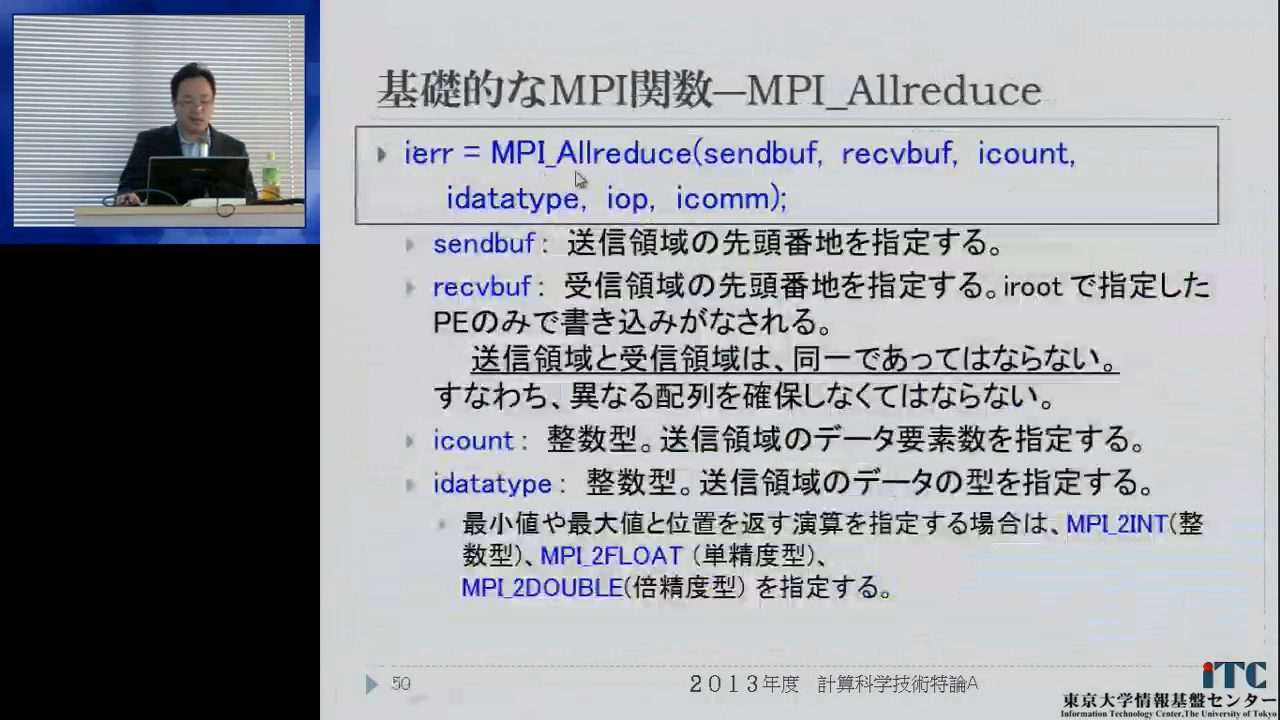 基礎的なMPI関数—MPI_Allreduce
ierr = MPI_Allreduce(sendbuf, recvbuf, icount,
idatatype, iop, icomm);
sendbuf : 送信領域の先頭番地を指定する。
recvbuf : 受信領域の先頭番地を指定する。iroot で指定した
PEのみで書き込みがなされる。
送信領域と受信領域は、同一であってはならない。
すなわち、異なる配列を確保しなくてはならない。
icount : 整数型。送信領域のデータ要素数を指定する。
idatatype : 整数型。送信領域のデータの型を指定する。
最小値や最大値と位置を返す演算を指定する場合は、MPI_2INT(整
数型)、MPI_2FLOAT (単精度型)、
MPI_2DOUBLE(倍精度型) を指定する。
50
２０１３年度 計算科学技術特論A
iTC
東京大学情報基盤センター
Information Technology Center,The University of Tokyo